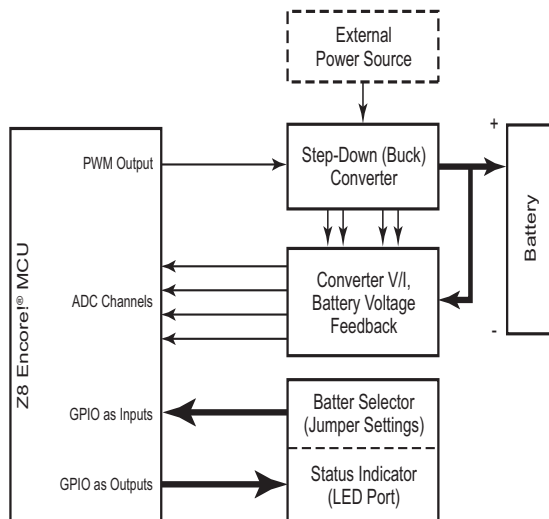 External
Power Source
PWM Output
Step-Down (Buck)
Converter
+
Battery
Z8 Encore!® MCU
ADC Channels
Converter V/I,
Battery Voltage
Feedback
-
GPIO as Inputs
Batter Selector
(Jumper Settings)
GPIO as Outputs
Status Indicator
(LED Port)